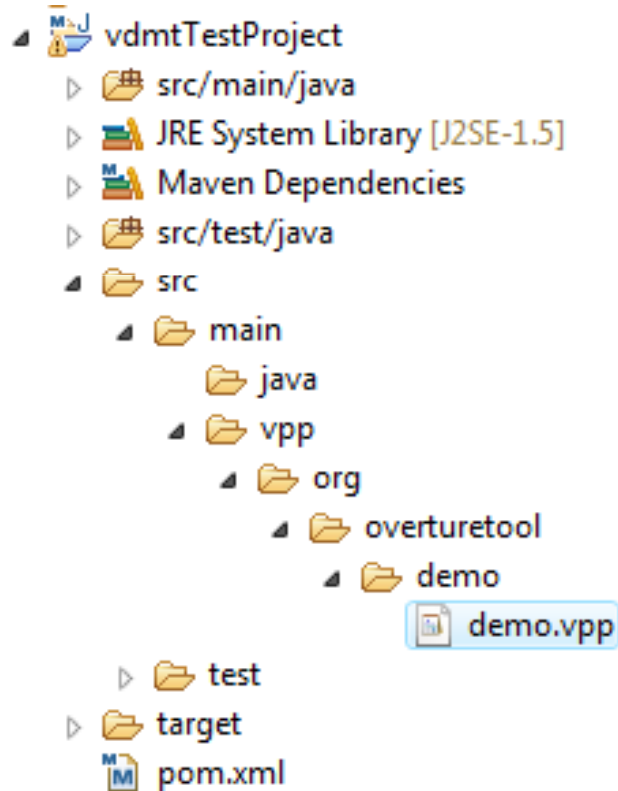 vdmtTestProject
src/main/java
JRE System Library [J2SE-1.5]
Maven Dependencies
src/test/java
src
main
java
vpp
org
overturetool
demo
demo.vpp
test
target
pom.xml